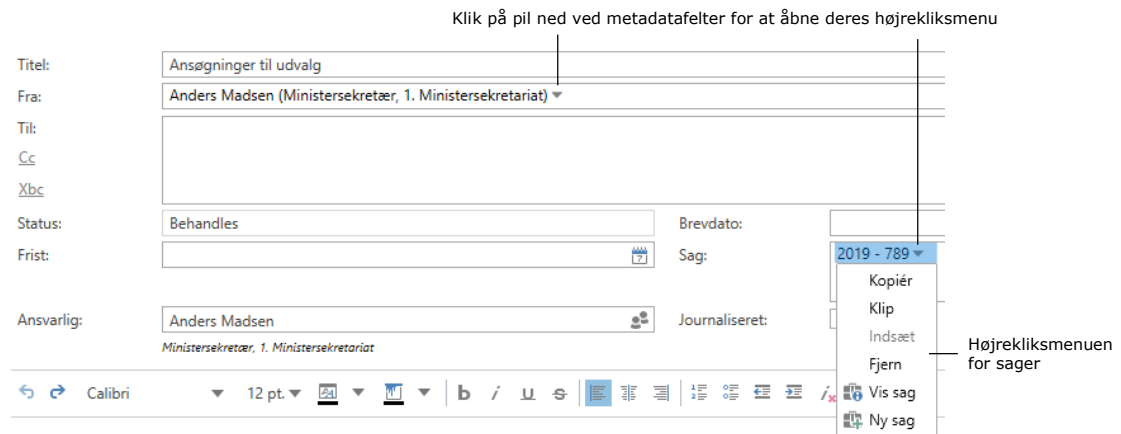 Klik på pil ned ved metadatafelter for at åbne deres højrekliksmenu
Titel: Ansøgninger til udvalg
Fra: Anders Madsen (Ministersekretær, 1. Ministersekretariat)
Til:
Cc
Xbc
Status: Behandles Brevdato:
Frist: 7 Sag: 2019 - 789
Kopiér
Klip
Ansvarlig: Anders Madsen Journaliseret:
Indsæt
Højrekliksmenuen
for sager
Ministersekretær, 1. Ministersekretariat
Fjern
Calibri 12 pt. b i u s Vis sag
Ny sag